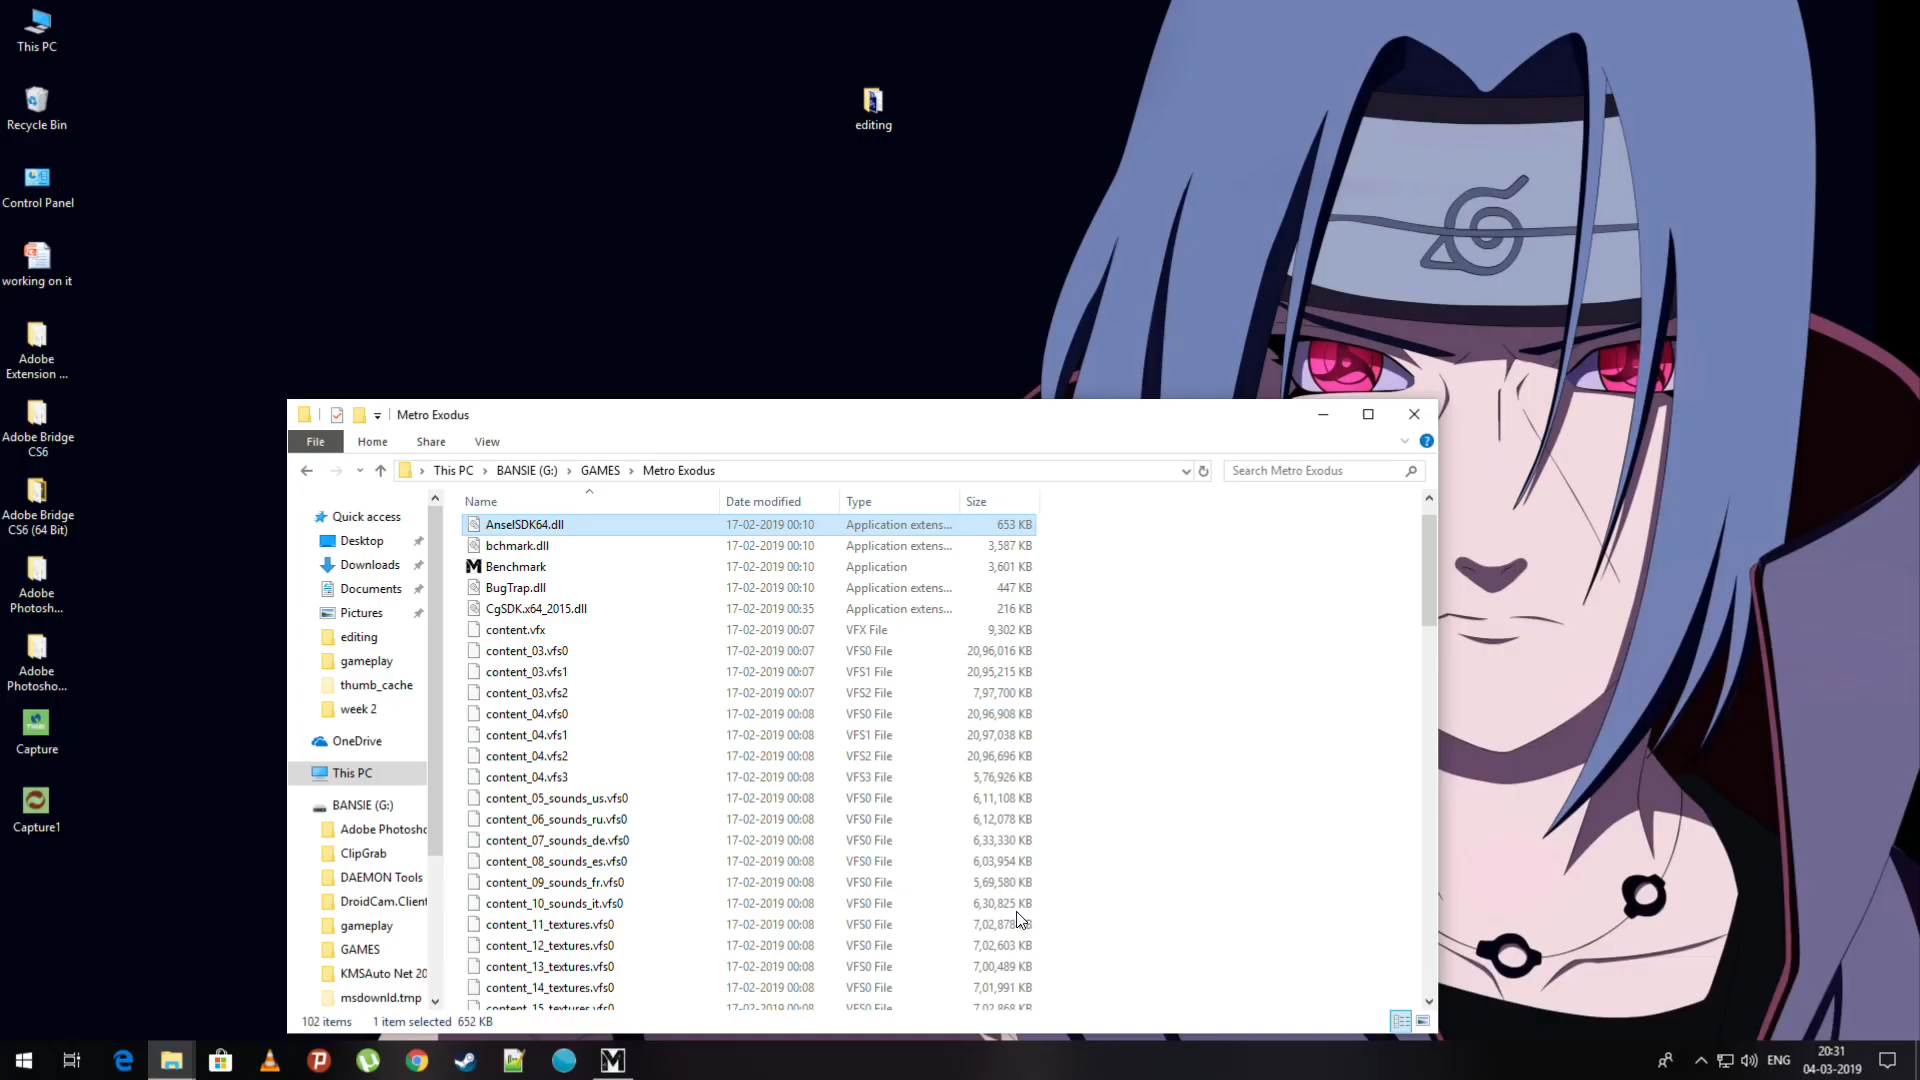 This PC
Recycle Bin
Control Panel
working on it
Adobe
Extension ...
Adobe Bridge
CS6
Adobe Bridge
CS6 (64 Bit)
Adobe
Photosh...
Adobe
Photosho...
Capture
Capture1
editing
Metro Exodus
File Home Share View
This PC BANSIE (G:) GAMES Metro Exodus
Search Metro Exodus
Quick access
Desktop
Downloads
Documents
Pictures
editing
gameplay
thumb_cache
week 2
OneDrive
This PC
BANSIE (G:)
Adobe Photosho
ClipGrab
DAEMON Tools
DroidCam.Client
gameplay
GAMES
KMSAuto Net 20
msdownld.tmp
Name Date modified Type Size
AnselSDK64.dll 17-02-2019 00:10 Application extens... 653 KB
bchmark.dll 17-02-2019 00:10 Application extens... 3,587 KB
Benchmark 17-02-2019 00:10 Application 3,601 KB
BugTrap.dll 17-02-2019 00:10 Application extens... 447 KB
CgSDK.x64_2015.dll 17-02-2019 00:35 Application extens... 216 KB
content.vfx 17-02-2019 00:07 VFX File 9,302 KB
content_03.vfs0 17-02-2019 00:07 VFS0 File 20,96,016 KB
content_03.vfs1 17-02-2019 00:07 VFS1 File 20,95,215 KB
content_03.vfs2 17-02-2019 00:07 VFS2 File 7,97,700 KB
content_04.vfs0 17-02-2019 00:08 VFS0 File 20,96,908 KB
content_04.vfs1 17-02-2019 00:08 VFS1 File 20,97,038 KB
content_04.vfs2 17-02-2019 00:08 VFS2 File 20,96,696 KB
content_04.vfs3 17-02-2019 00:08 VFS3 File 5,76,926 KB
content_05_sounds_us.vfs0 17-02-2019 00:08 VFS0 File 6,11,108 KB
content_06_sounds_ru.vfs0 17-02-2019 00:08 VFS0 File 6,12,078 KB
content_07_sounds_de.vfs0 17-02-2019 00:08 VFS0 File 6,33,330 KB
content_08_sounds_es.vfs0 17-02-2019 00:08 VFS0 File 6,03,954 KB
content_09_sounds_fr.vfs0 17-02-2019 00:08 VFS0 File 5,69,580 KB
content_10_sounds_it.vfs0 17-02-2019 00:08 VFS0 File 6,30,825 KB
content_11_textures.vfs0 17-02-2019 00:08 VFS0 File 7,02,878 KB
content_12_textures.vfs0 17-02-2019 00:08 VFS0 File 7,02,603 KB
content_13_textures.vfs0 17-02-2019 00:08 VFS0 File 7,00,489 KB
content_14_textures.vfs0 17-02-2019 00:08 VFS0 File 7,01,991 KB
content_15_textures.vfs0 17-02-2019 00:08 VFS0 File 7,02,868 KB
102 items 1 item selected 652 KB
ENG
20:31
04-03-2019